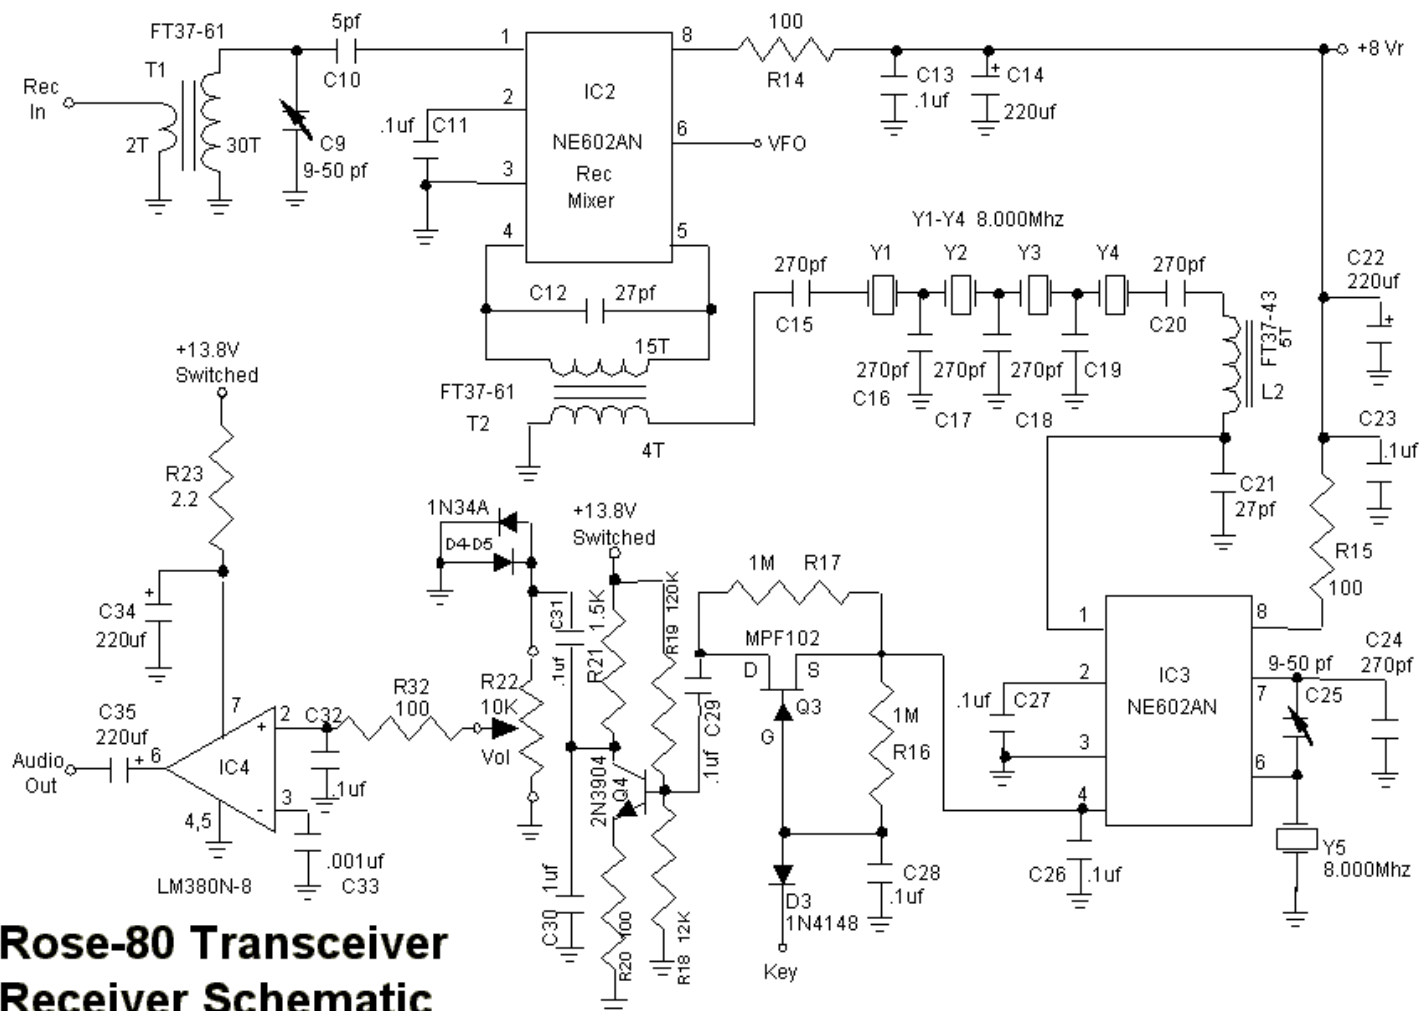 FT37-61
T1
Rec
In
2T
30T
C9
9-50 pf
5pf
C10
1
.1uf
C11
2
3
4
IC2
NE602AN
Rec
Mixer
8
6
5
VFO
100
R14
C13
.1uf
+
C14
220uf
+8 Vr
C12
27pf
15T
FT37-61
T2
4T
Y1-Y4 8.000Mhz
270pf
C15
Y1
Y2
Y3
Y4
270pf
C20
270pf
C16
270pf
C17
270pf
C18
C19
FT37-43
5T
L2
C21
27pf
C22
220uf
+
C23
.1uf
R15
100
+13.8V
Switched
R23
2.2
+
C34
220uf
C35
220uf
Audio
Out
+
6
7
IC4
+
-
2
3
4,5
LM380N-8
C32
.1uf
.001uf
C33
R32
100
1N34A
D4-D5
R22
10K
Vol
+13.8V
Switched
C31
.1uf
R21 1.5K
R19 120K
2N3904
Q4
C30 .1uf
R20 100
R18 12K
C29
.1uf
1M
R17
MPF102
D
S
Q3
G
1M
R16
D3
1N4148
Key
C28
.1uf
1
2
3
4
IC3
NE602AN
8
7
6
.1uf
C27
C26
.1uf
9-50 pf
C25
C24
270pf
Y5
8.000Mhz
Rose-80 Transceiver
Receiver Schematic